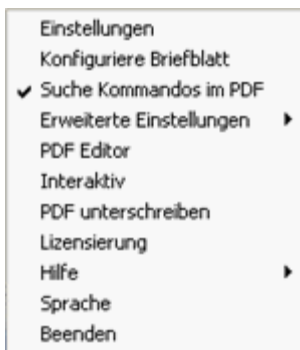 Einstellungen
Konfiguriere Briefblatt
Suche Kommandos im PDF
Erweiterte Einstellungen
PDF Editor
Interaktiv
PDF unterschreiben
Lizensierung
Hilfe
Sprache
Beenden